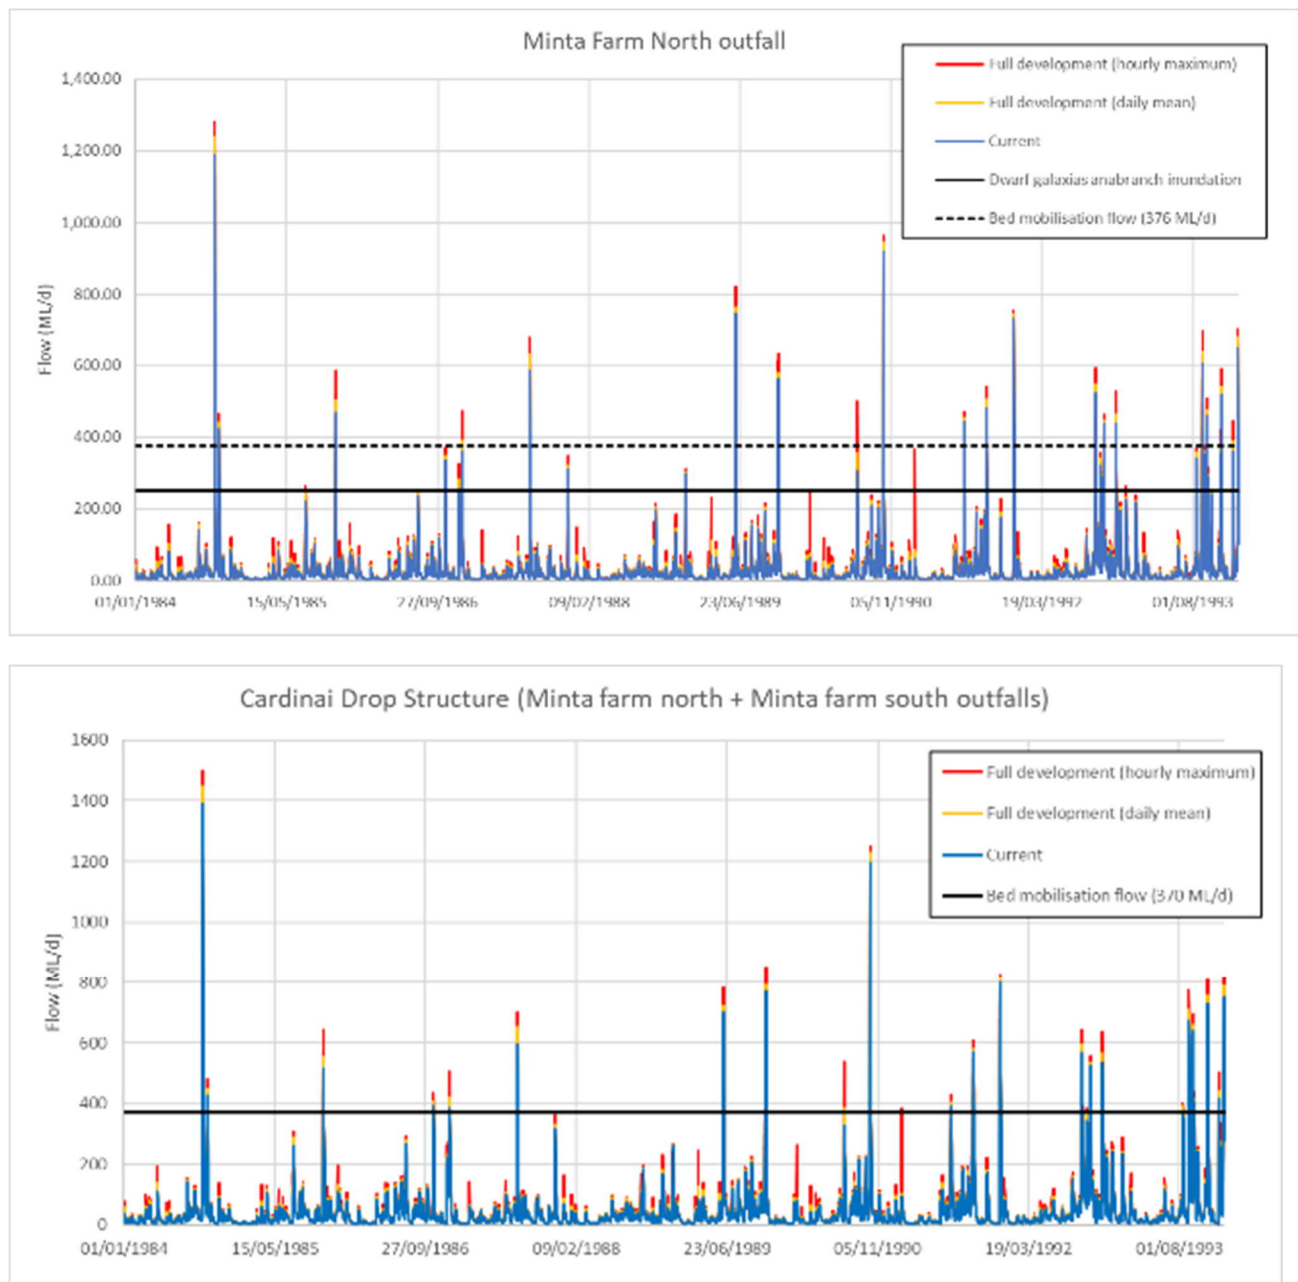 Minta Farm North outfall
Full development (hourly maximum)
Full development (daily mean)
Current
Dwarf galaxias anabranch inundation
Bed mobilisation flow (376 ML/d)
1,400.00
1,200.00
1,000.00
800.00
600.00
400.00
200.00
0.00
Flow (ML/d)
01/01/1984 15/05/1985 27/09/1986 09/02/1988 23/06/1989 05/11/1990 19/03/1992 01/08/1993
Cardinai Drop Structure (Minta farm north + Minta farm south outfalls)
Full development (hourly maximum)
Full development (daily mean)
Current
Bed mobilisation flow (370 ML/d)
1600
1400
1200
1000
800
600
400
200
0
Flow (ML/d)
01/01/1984 15/05/1985 27/09/1986 09/02/1988 23/06/1989 05/11/1990 19/03/1992 01/08/1993